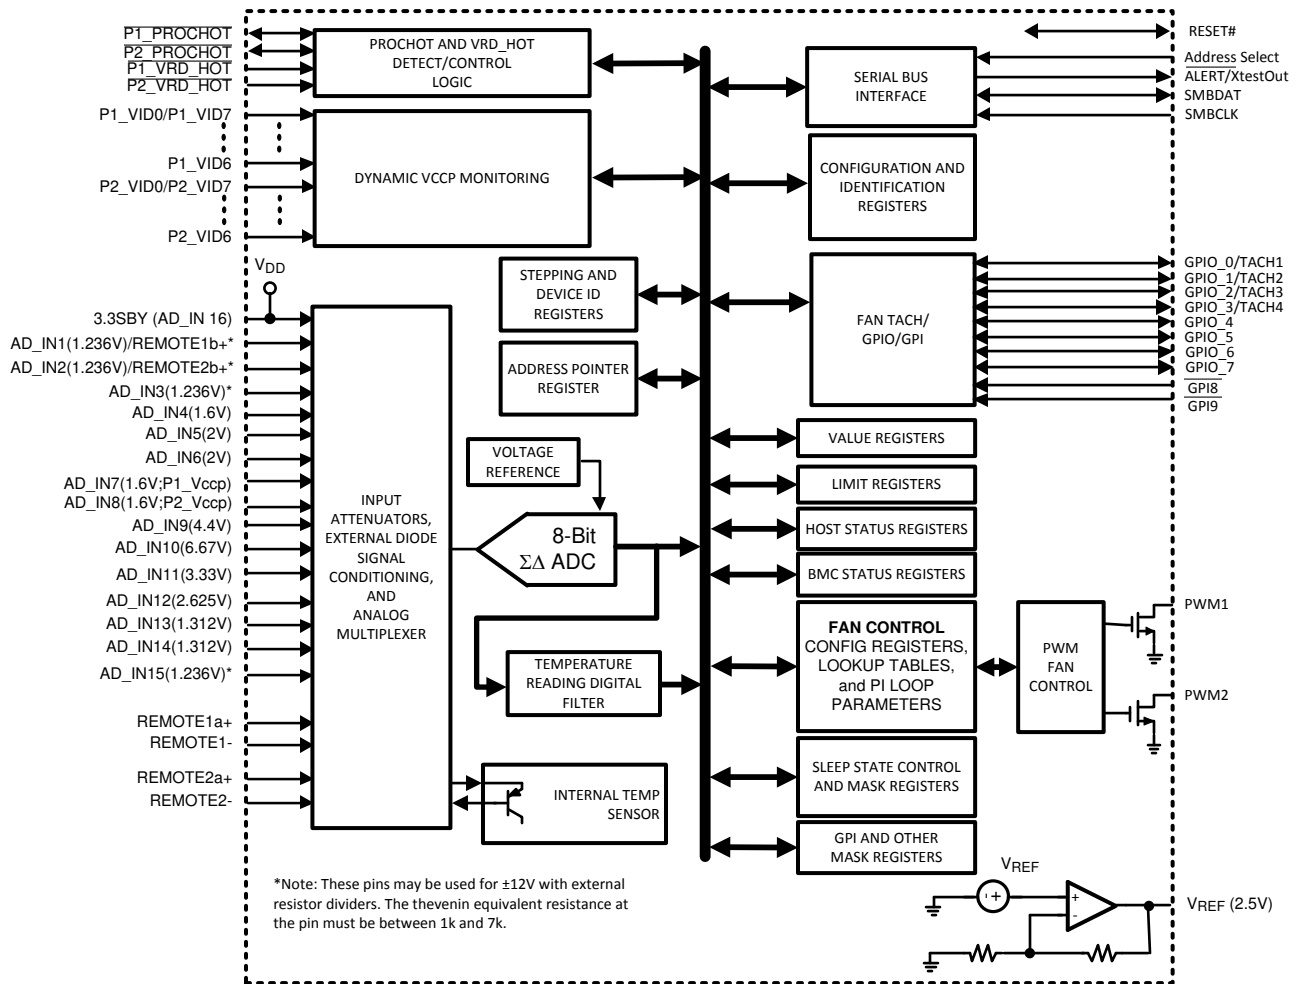 P1_PROCHOT
P2_PROCHOT
P1_VRD_HOT
P2_VRD_HOT
P1_VID0/P1_VID7
P1_VID6
P2_VID0/P2_VID7
P2_VID6
VDD
3.3SBY (AD_IN 16)
AD_IN1(1.236V)/REMOTE1b+*
AD_IN2(1.236V)/REMOTE2b+*
AD_IN3(1.236V)*
AD_IN4(1.6V)
AD_IN5(2V)
AD_IN6(2V)
AD_IN7(1.6V;P1_Vccp)
AD_IN8(1.6V;P2_Vccp)
AD_IN9(4.4V)
AD_IN10(6.67V)
AD_IN11(3.33V)
AD_IN12(2.625V)
AD_IN13(1.312V)
AD_IN14(1.312V)
AD_IN15(1.236V)*
REMOTE1a+
REMOTE1-
REMOTE2a+
REMOTE2-
PROCHOT AND VRD_HOT
DETECT/CONTROL
LOGIC
DYNAMIC VCCP MONITORING
STEPPING AND
DEVICE ID
REGISTERS
ADDRESS POINTER
REGISTER
VOLTAGE
REFERENCE
INPUT
ATTENUATORS,
EXTERNAL DIODE
SIGNAL
CONDITIONING,
AND
ANALOG
MULTIPLEXER
8-Bit
ΣΔ ADC
TEMPERATURE
READING DIGITAL
FILTER
INTERNAL TEMP
SENSOR
*Note: These pins may be used for ±12V with external
resistor dividers. The thevenin equivalent resistance at
the pin must be between 1k and 7k.
SERIAL BUS
INTERFACE
CONFIGURATION AND
IDENTIFICATION
REGISTERS
FAN TACH/
GPIO/GPI
VALUE REGISTERS
LIMIT REGISTERS
HOST STATUS REGISTERS
BMC STATUS REGISTERS
FAN CONTROL
CONFIG REGISTERS,
LOOKUP TABLES,
and PI LOOP
PARAMETERS
PWM
FAN
CONTROL
SLEEP STATE CONTROL
AND MASK REGISTERS
GPI AND OTHER
MASK REGISTERS
RESET#
Address Select
ALERT/XtestOut
SMBDAT
SMBCLK
GPIO_0/TACH1
GPIO_1/TACH2
GPIO_2/TACH3
GPIO_3/TACH4
GPIO_4
GPIO_5
GPIO_6
GPIO_7
GPI8
GPI9
PWM1
PWM2
VREF
- +
+
-
VREF (2.5V)